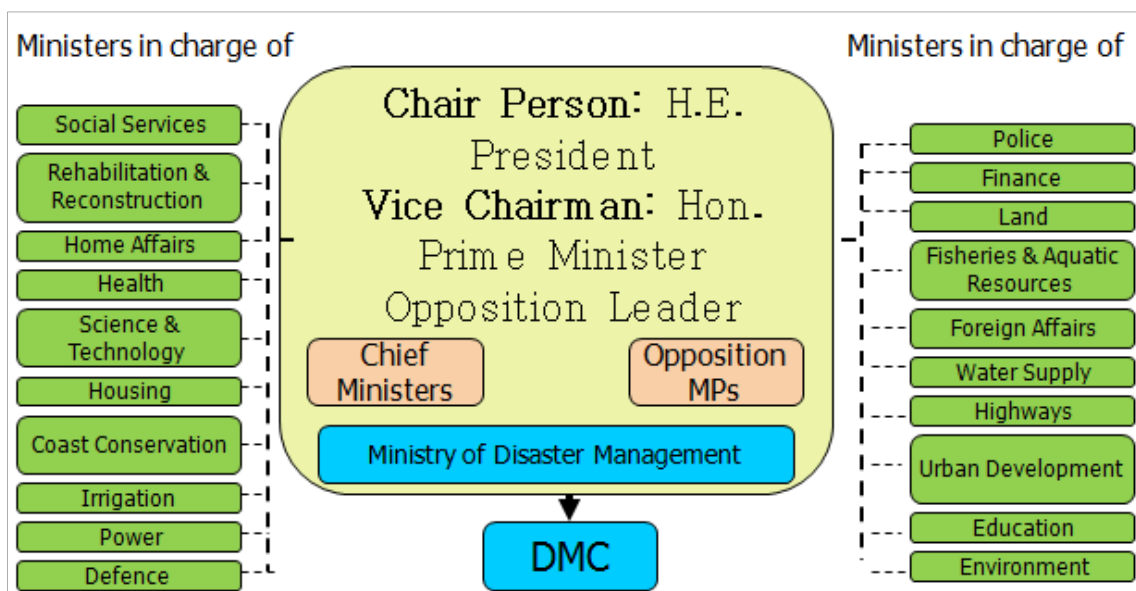 Ministers in charge of
Social Services
Rehabilitation &
Reconstruction
Home Affairs
Health
Science &
Technology
Housing
Coast Conservation
Irrigation
Power
Defence
Chair Person: H.E.
President
Vice Chairman: Hon.
Prime Minister
Opposition Leader
Chief
Ministers
Opposition
MPs
Ministry of Disaster Management
DMC
Ministers in charge of
Police
Finance
Land
Fisheries & Aquatic
Resources
Foreign Affairs
Water Supply
Highways
Urban Development
Education
Environment